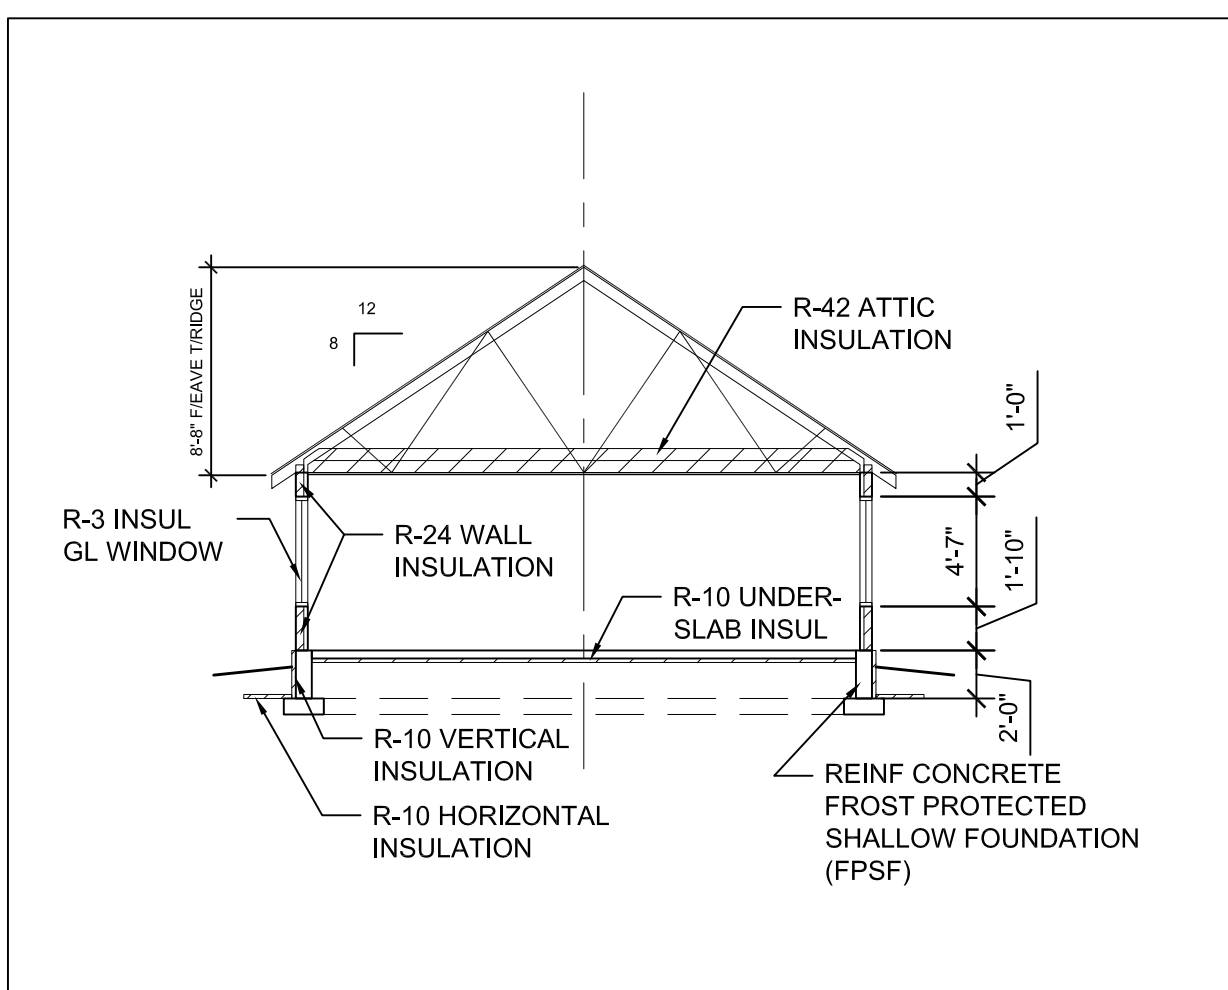 8'-8" F/EAVE T/RIDGE
12
8
R-42 ATTIC
INSULATION
1'-0"
R-3 INSUL
GL WINDOW
R-24 WALL
INSULATION
4'-7"
1'-10"
R-10 UNDER-
SLAB INSUL
2'-0"
R-10 VERTICAL
INSULATION
R-10 HORIZONTAL
INSULATION
REINF CONCRETE
FROST PROTECTED
SHALLOW FOUNDATION
(FPSF)